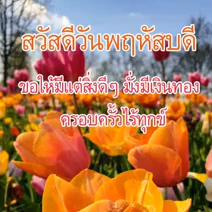 สวัสดีวันพฤหัสบดี
ขอให้มีแต่สิ่งดีๆ มั่งมีเงินทอง
ครอบครั้วไร้ทุกข์